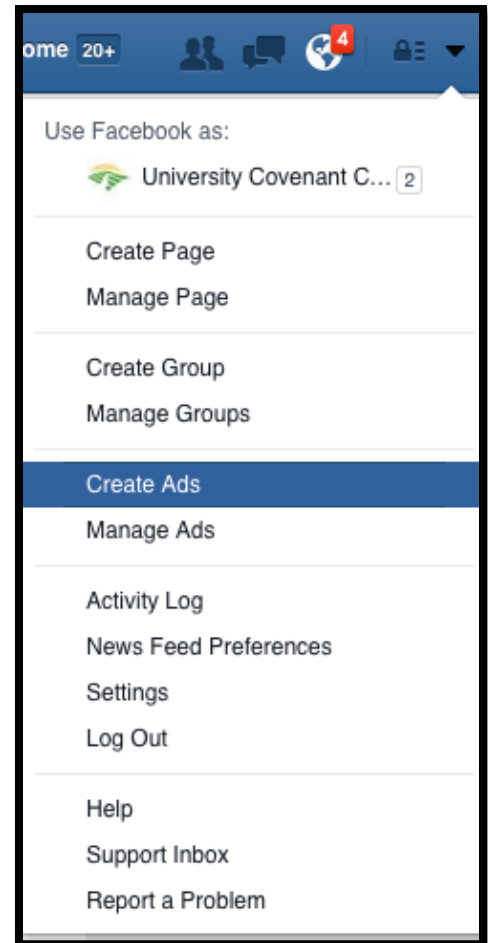 ome 20+ 4
Use Facebook as:
University Covenant C... 2
Create Page
Manage Page
Create Group
Manage Groups
Create Ads
Manage Ads
Activity Log
News Feed Preferences
Settings
Log Out
Help
Support Inbox
Report a Problem